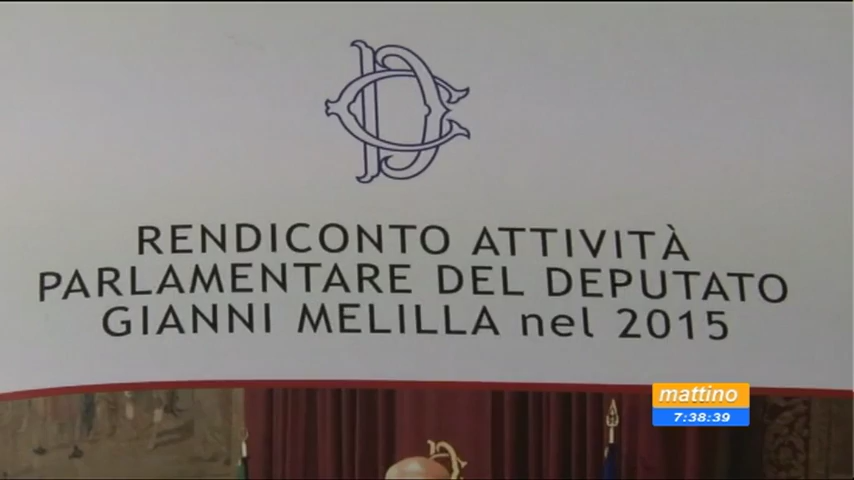 RENDICONTO ATTIVITÀ
PARLAMENTARE DEL DEPUTATO
GIANNI MELILLA nel 2015
mattino
7:38:39